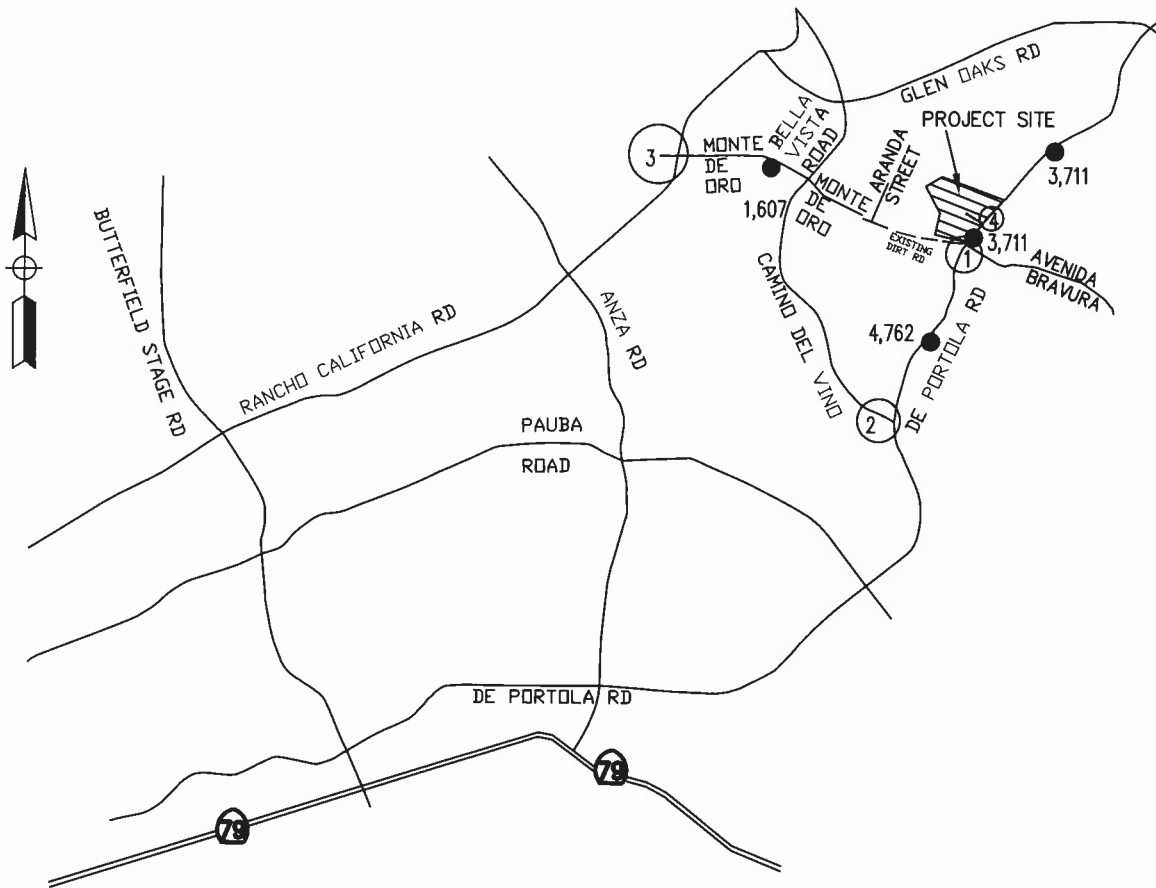 GLEN OAKS RD
PROJECT SITE
BELLA
VISTA
ROAD
MONTE
DE
ORO
3
ARANDA
STREET
3,711
1,607
MONTE
DE ORO
4
EXISTING
DIRT RD
3,711
1
AVENIDA
BRAVURA
BUTTERFIELD STAGE RD
CAMINO DEL VINO
ANZA RD
RANCHO CALIFORNIA RD
4,762
DE PORTOLA RD
2
PAUBA
ROAD
DE PORTOLA RD
79
79